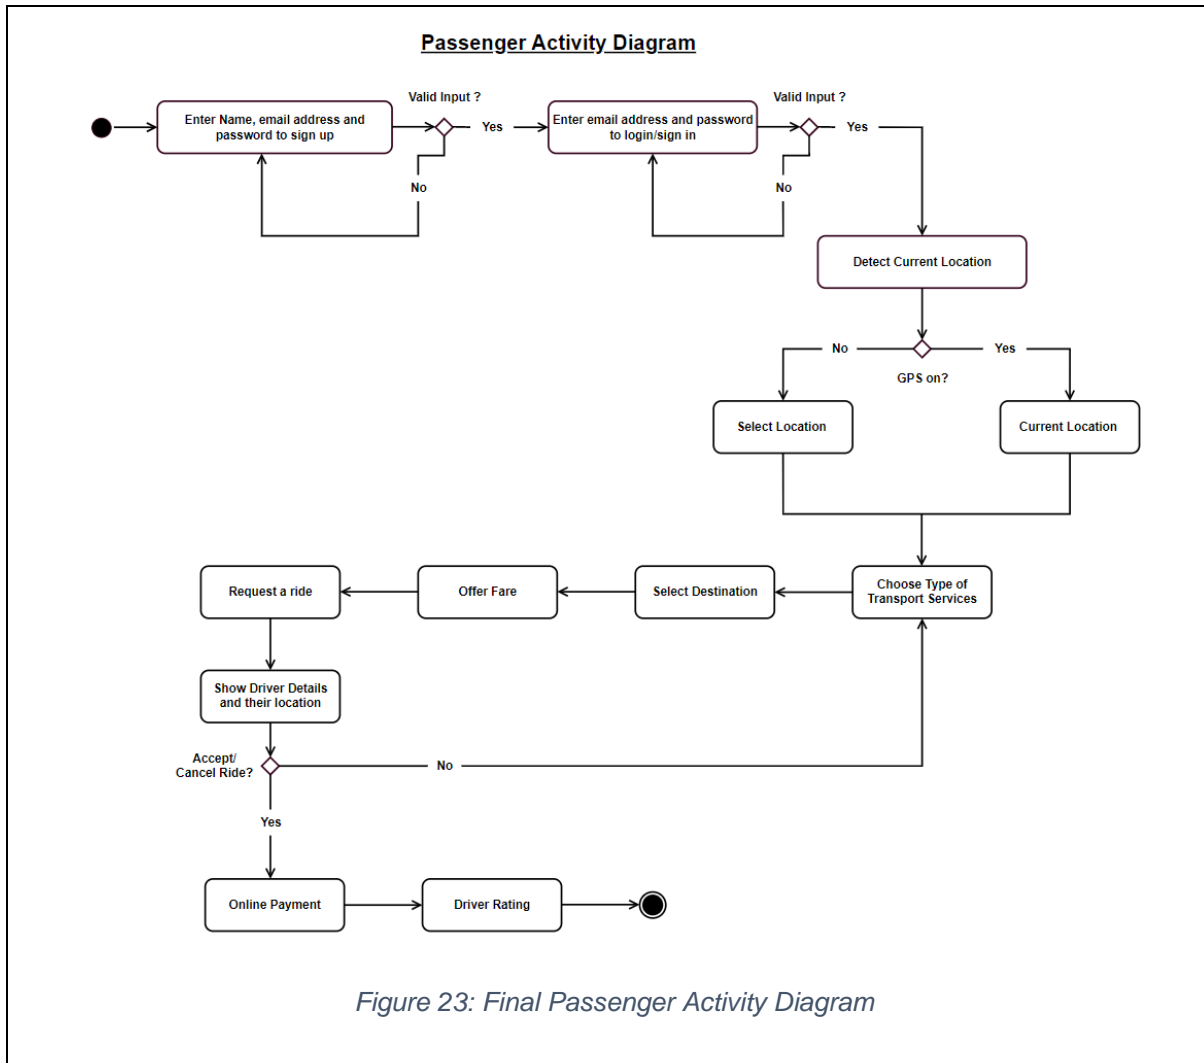 Passenger Activity Diagram
Valid Input ?
Valid Input ?
Enter Name, email address and
password to sign up
Yes
Enter email address and password
to login/sign in
Yes
No
No
Detect Current Location
No
Yes
GPS on?
Select Location
Current Location
Request a ride
Offer Fare
Select Destination
Choose Type of
Transport Services
Show Driver Details
and their location
Accept/
Cancel Ride?
No
Yes
Online Payment
Driver Rating
Figure 23: Final Passenger Activity Diagram